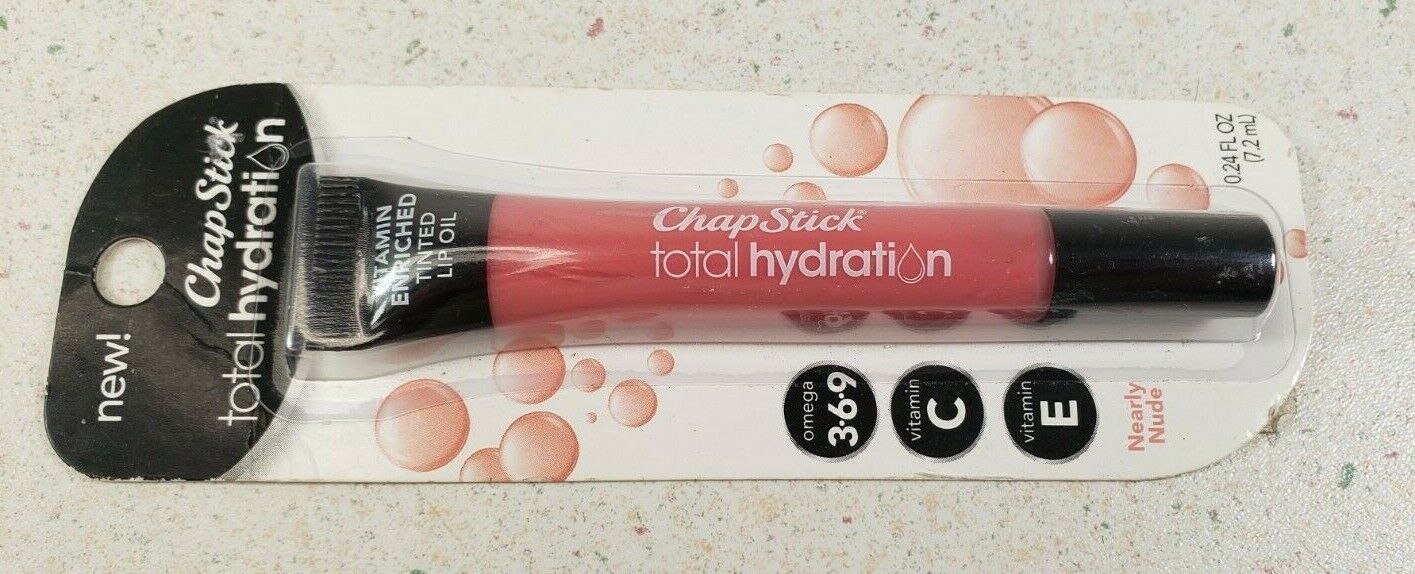 new!
ChapStick®
total hydration
VITAMIN
ENRICHED
TINTED
LIP OIL
ChapStick®
total hydration
0.24 FL OZ
(7.2 mL)
omega
3·6·9
vitamin
C
vitamin
E
Nearly
Nude